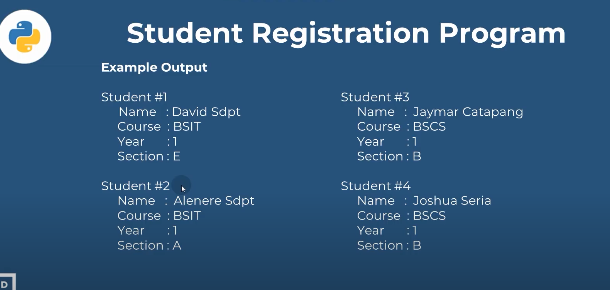 Student Registration Program
Example Output
Student #1
Name : David Sdpt
Course : BSIT
Year : 1
Section : E
Student #2
Name : Alenere Sdpt
Course : BSIT
Year : 1
Section : A
Student #3
Name : Jaymar Catapang
Course : BSCS
Year : 1
Section : B
Student #4
Name : Joshua Seria
Course : BSCS
Year : 1
Section : B
D